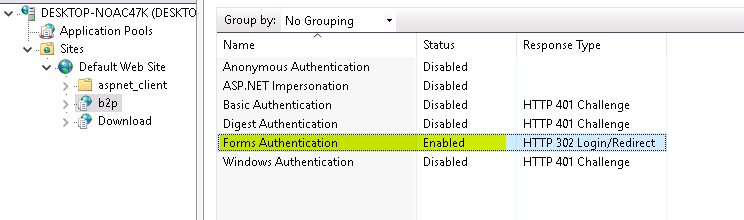 DESKTOP-NOAC47K (DESKTO
Application Pools
Sites
Default Web Site
aspnet_client
b2p
Download
Group by: No Grouping
Name Status Response Type
Anonymous Authentication Disabled
ASP.NET Impersonation Disabled
Basic Authentication Disabled HTTP 401 Challenge
Digest Authentication Disabled HTTP 401 Challenge
Forms Authentication Enabled HTTP 302 Login/Redirect
Windows Authentication Disabled HTTP 401 Challenge